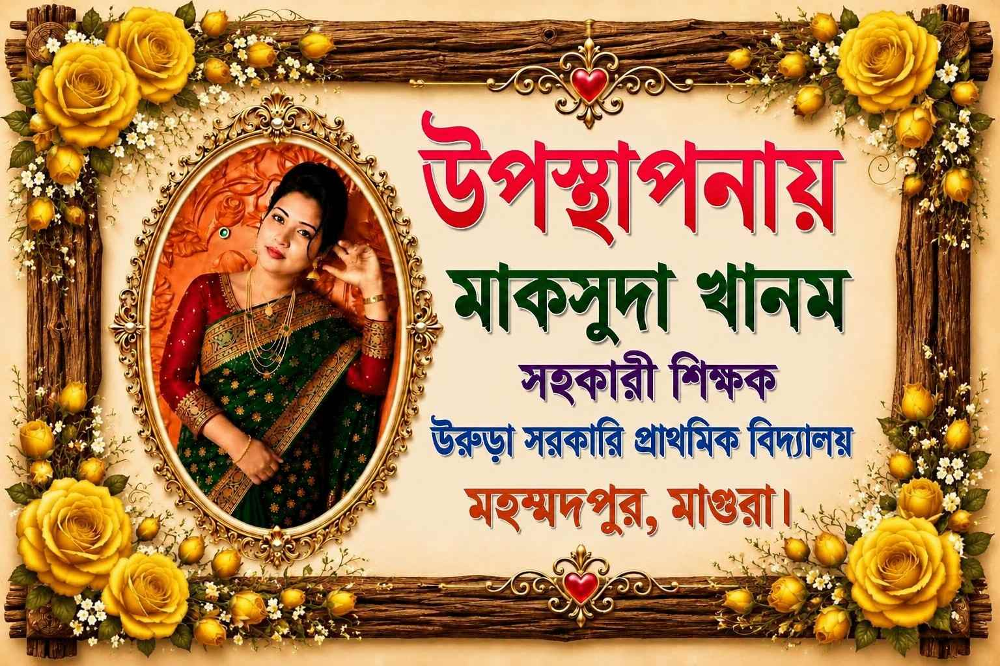 উপস্থাপনায়
মাকসুদা খানম
সহকারী শিক্ষক
উরুড়া সরকারি প্রাথমিক বিদ্যালয়
মহম্মদপুর, মাগুরা।